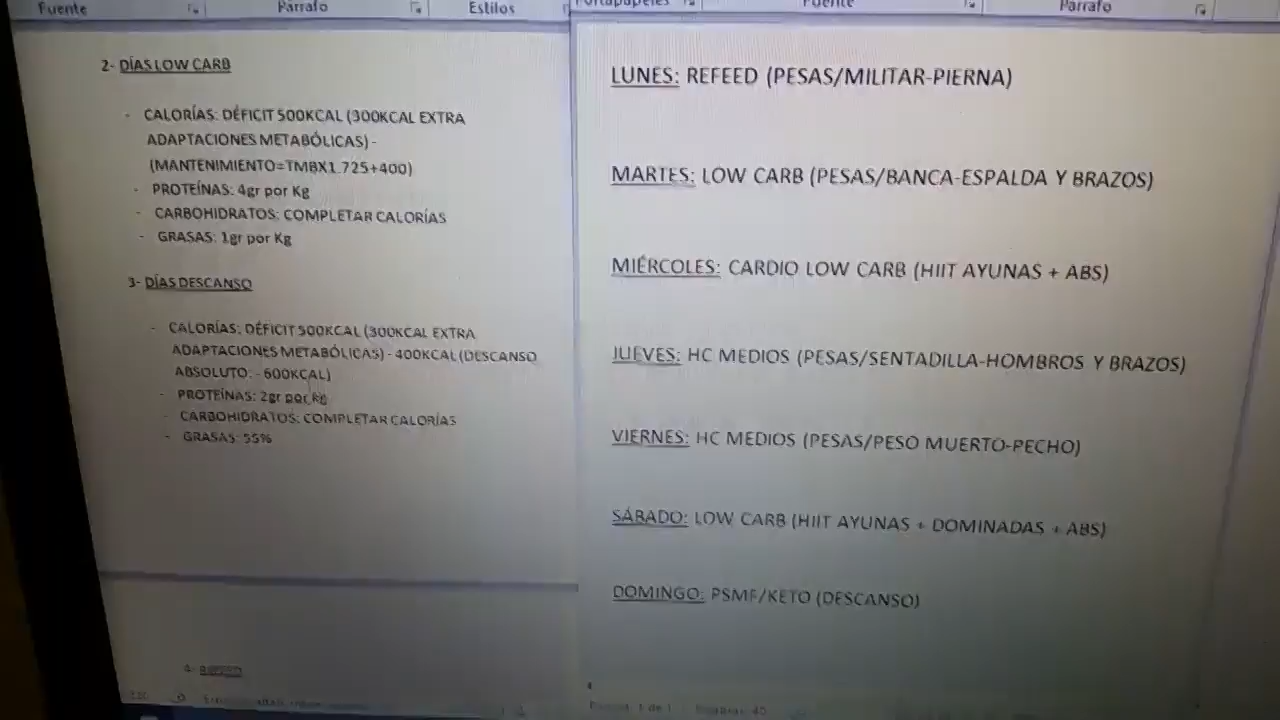 Fuente
Párrafo
Estilos
2- DÍAS LOW CARB
- CALORÍAS: DÉFICIT 500KCAL (300KCAL EXTRA
ADAPTACIONES METABÓLICAS) -
(MANTENIMIENTO=TMBX1.725+400)
- PROTEÍNAS: 4gr por Kg
- CARBOHIDRATOS: COMPLETAR CALORÍAS
- GRASAS: 1gr por Kg
3- DÍAS DESCANSO
- CALORÍAS: DÉFICIT 500KCAL (300KCAL EXTRA
ADAPTACIONES METABÓLICAS) - 400KCAL (DESCANSO
ABSOLUTO: - 600KCAL)
- PROTEÍNAS: 2gr por kg
- CARBOHIDRATOS: COMPLETAR CALORÍAS
- GRASAS: 55%
4-
Portapapeles
Fuente
Párrafo
LUNES: REFEED (PESAS/MILITAR-PIERNA)
MARTES: LOW CARB (PESAS/BANCA-ESPALDA Y BRAZOS)
MIÉRCOLES: CARDIO LOW CARB (HIIT AYUNAS + ABS)
JUEVES: HC MEDIOS (PESAS/SENTADILLA-HOMBROS Y BRAZOS)
VIERNES: HC MEDIOS (PESAS/PESO MUERTO-PECHO)
SÁBADO: LOW CARB (HIIT AYUNAS + DOMINADAS + ABS)
DOMINGO: PSMF/KETO (DESCANSO)